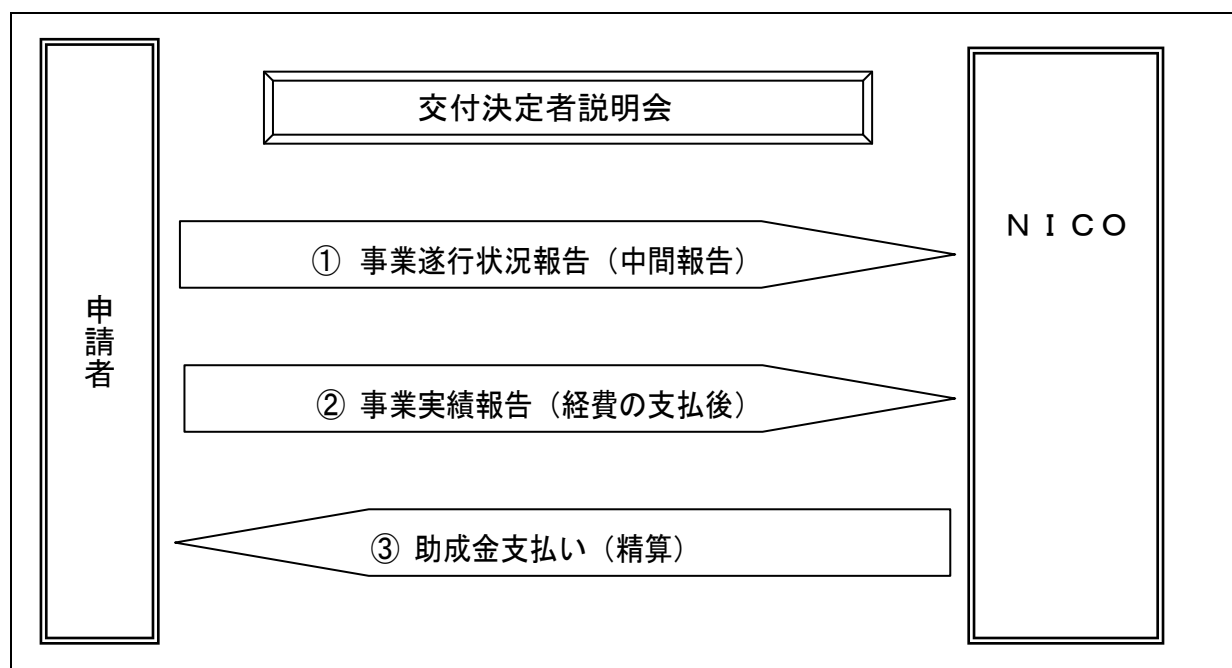 交付決定者説明会
ＮＩＣＯ
① 事業遂行状況報告（中間報告）
申請者
② 事業実績報告（経費の支払後）
③ 助成金支払い（精算）